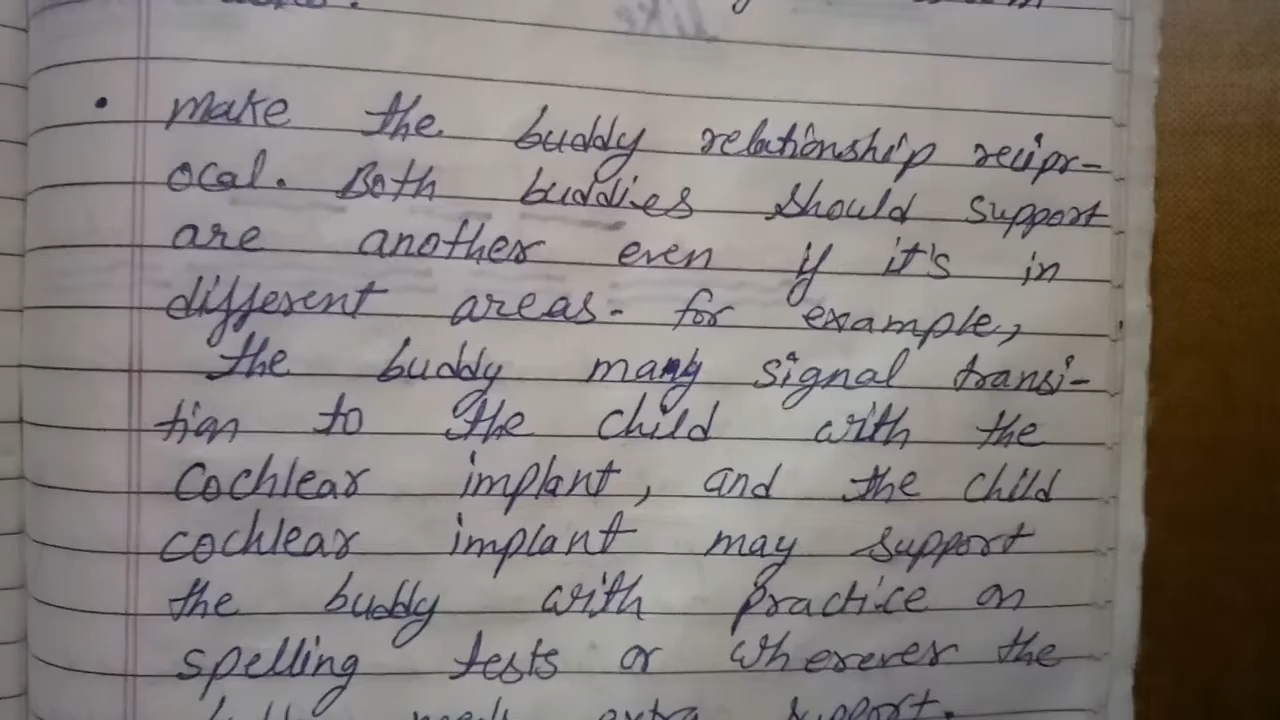 • make the buddy relationship recipr-
ocal. Both buddies should support
are another even if it's in
different areas. for example,
the buddy many signal transi-
tion to the child with the
cochlear implant, and the child
cochlear implant may support
the buddy with practice on
spelling tests or wherever the
extra support.